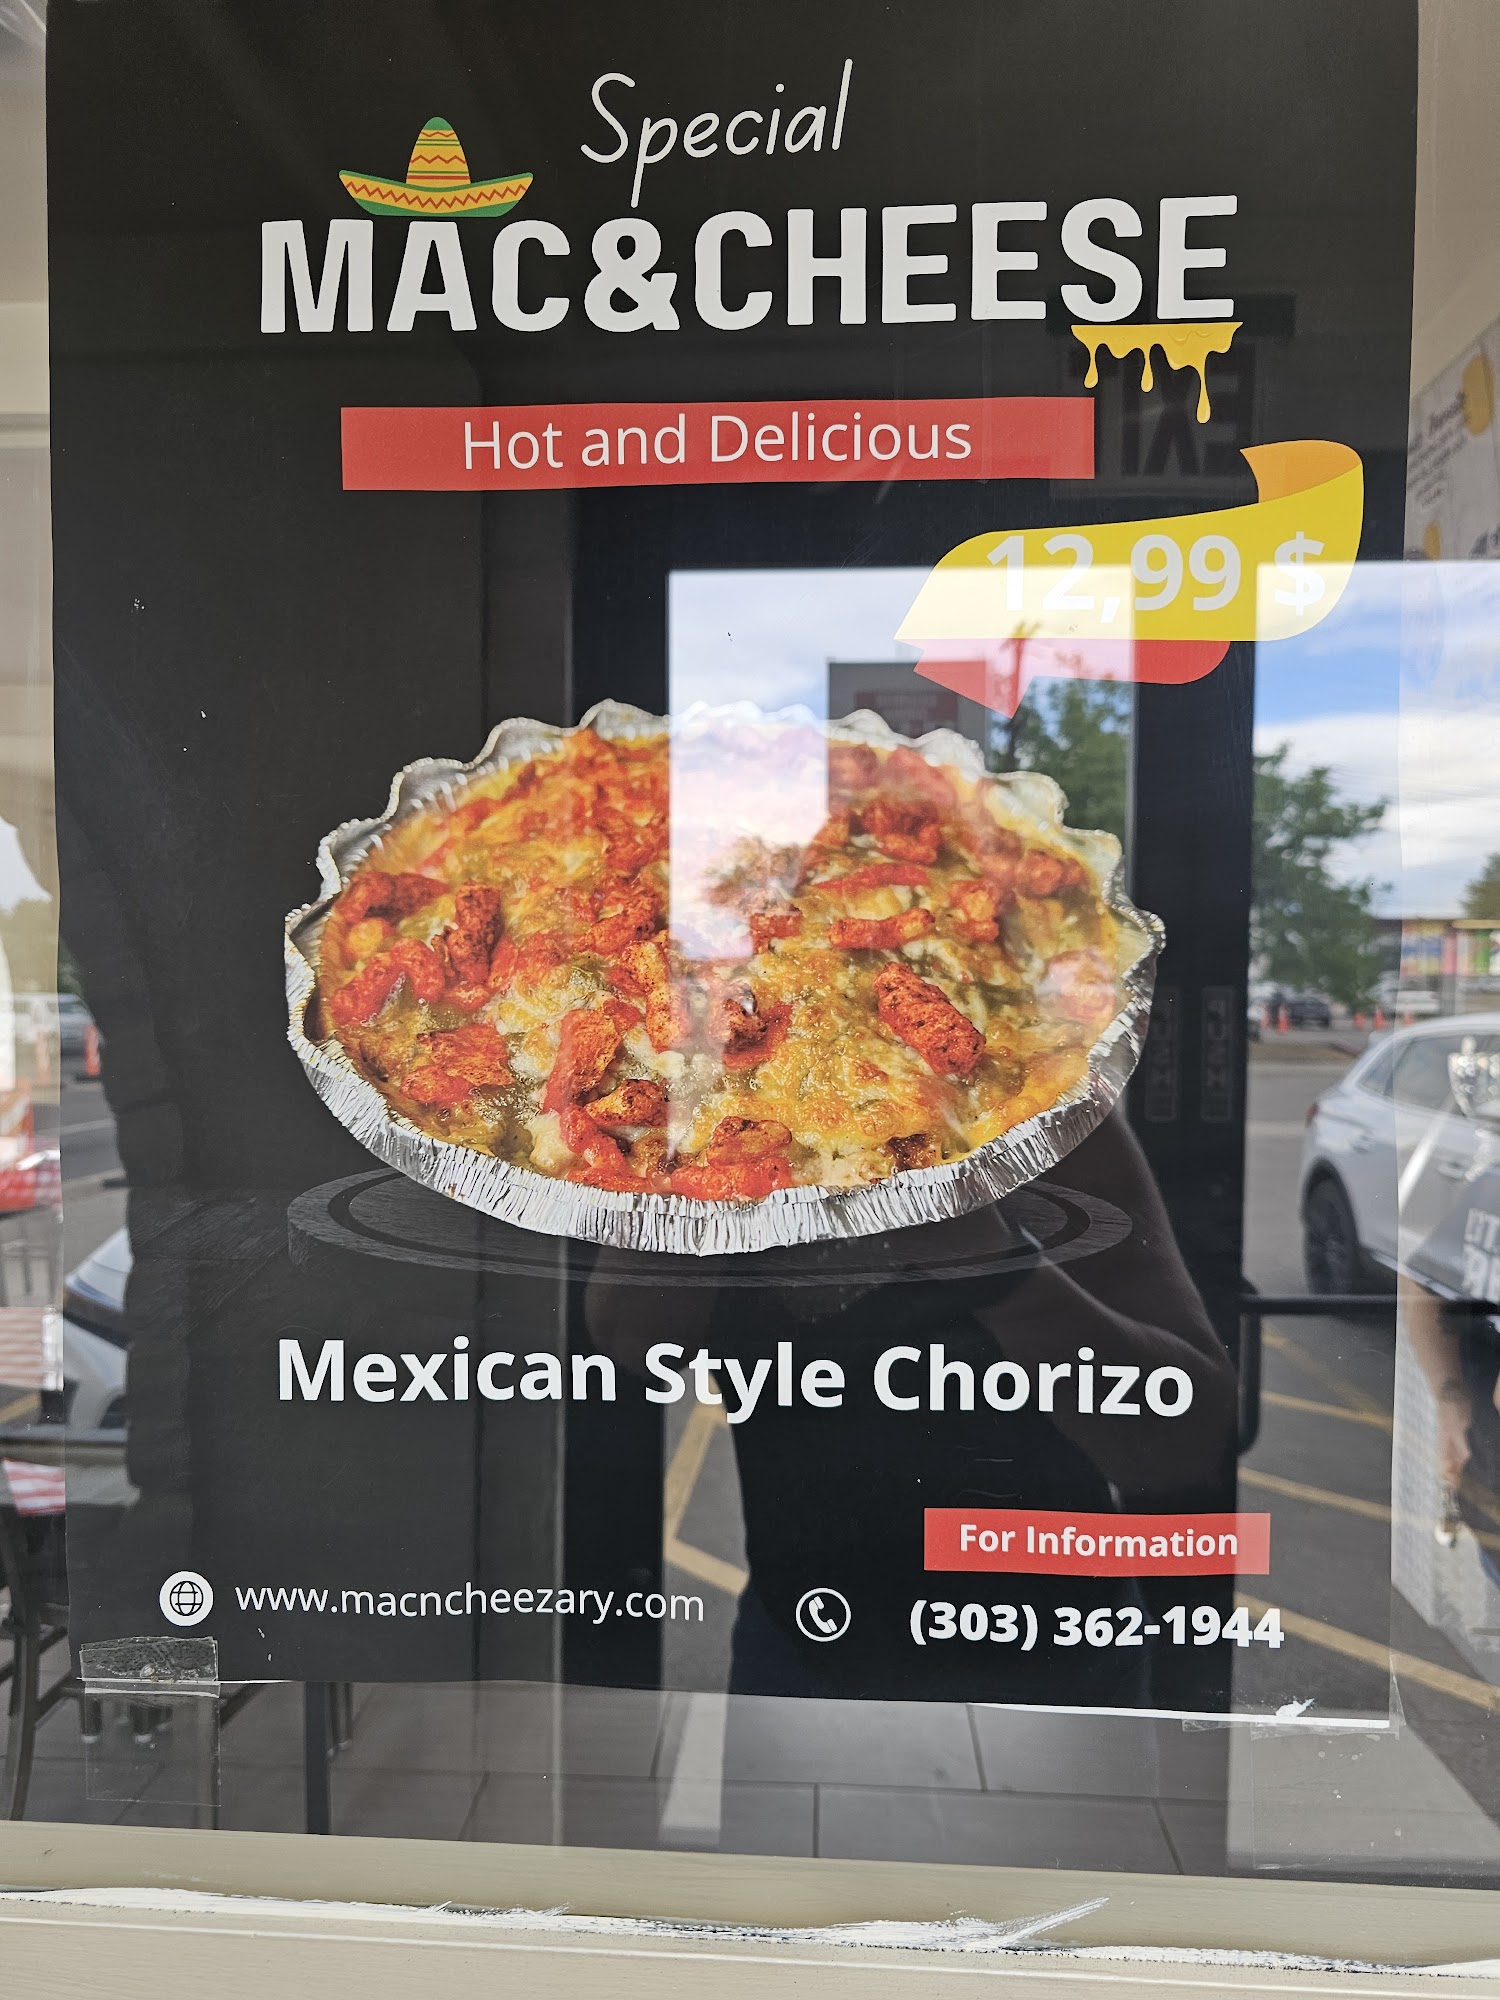 Special
MAC&CHEESE
Hot and Delicious
12,99 $
Mexican Style Chorizo
For Information
www.macncheezary.com
(303) 362-1944